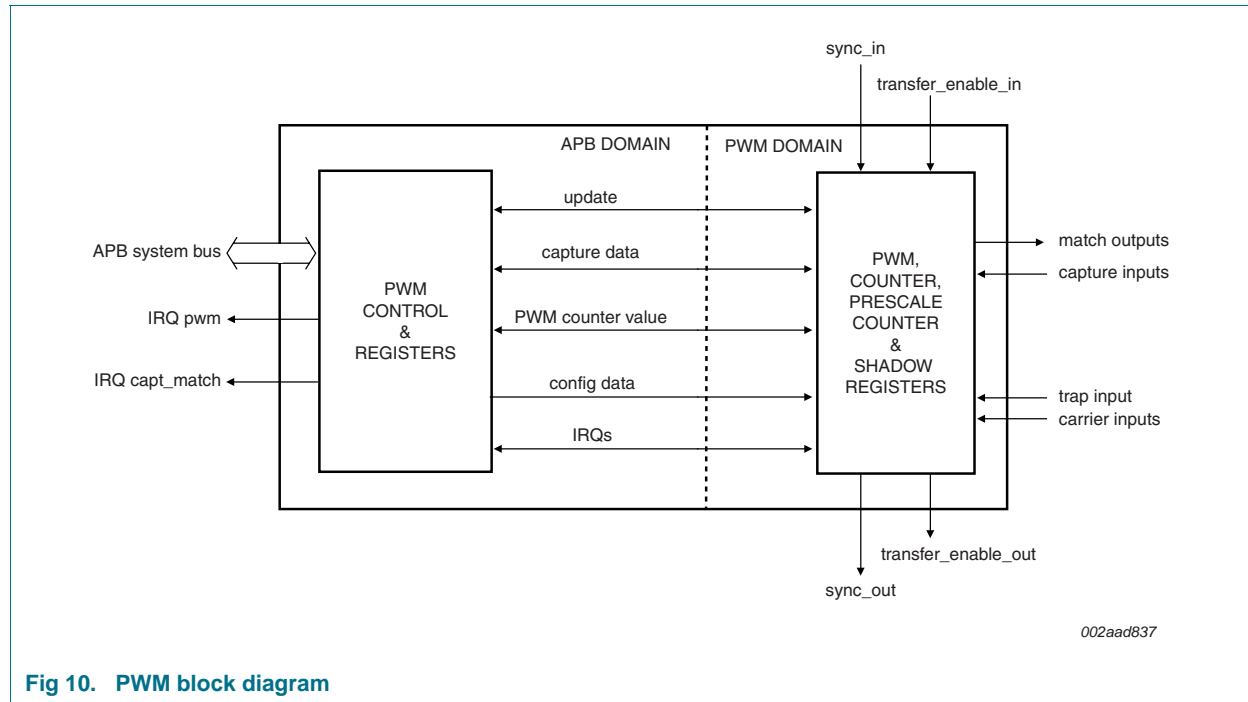 sync_in
transfer_enable_in
APB DOMAIN
PWM DOMAIN
update
APB system bus
capture data
match outputs
capture inputs
PWM
CONTROL
&
REGISTERS
PWM,
COUNTER,
PRESCALE
COUNTER
&
SHADOW
REGISTERS
IRQ pwm
PWM counter value
IRQ capt_match
config data
trap input
carrier inputs
IRQs
transfer_enable_out
sync_out
002aad837
Fig 10. PWM block diagram